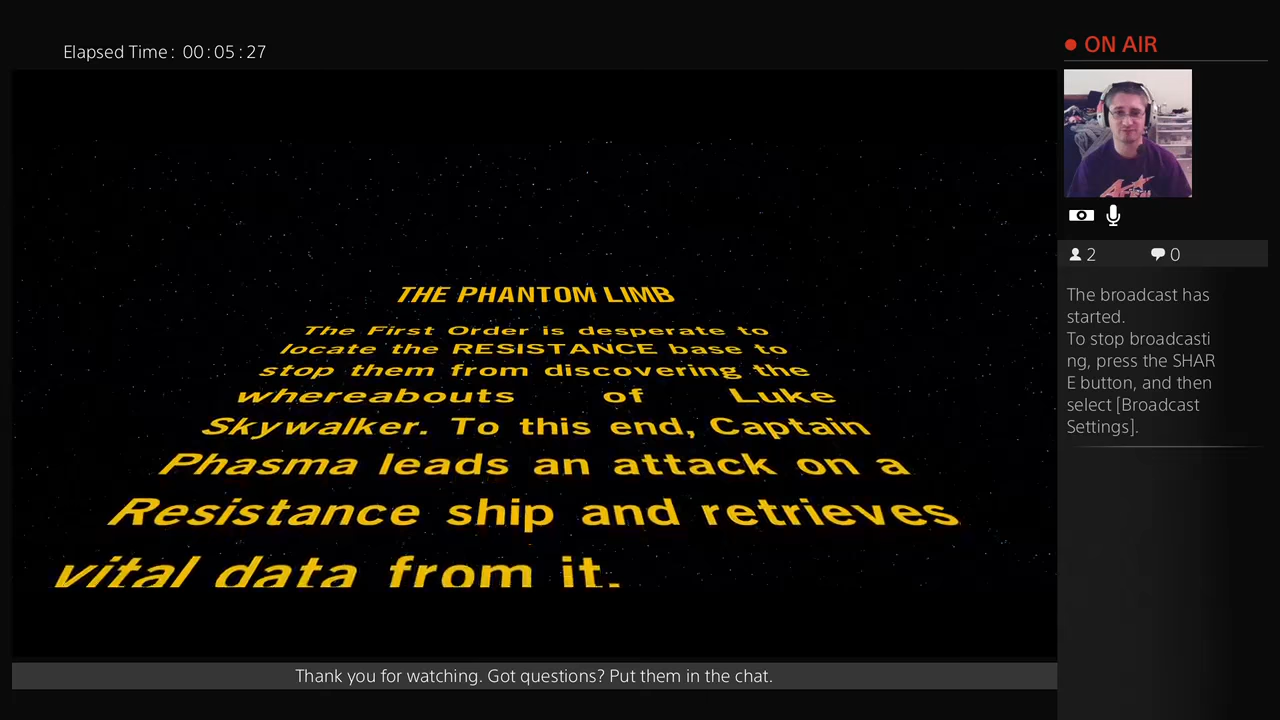 Elapsed Time: 00:05:27
ON AIR
2 0
The broadcast has
started.
To stop broadcasti
ng, press the SHAR
E button, and then
select [Broadcast
Settings].
THE PHANTOM LIMB
The First Order is desperate to
locate the RESISTANCE base to
stop them from discovering the
whereabouts of Luke
Skywalker. To this end, Captain
Phasma leads an attack on a
Resistance ship and retrieves
vital data from it.
Thank you for watching. Got questions? Put them in the chat.